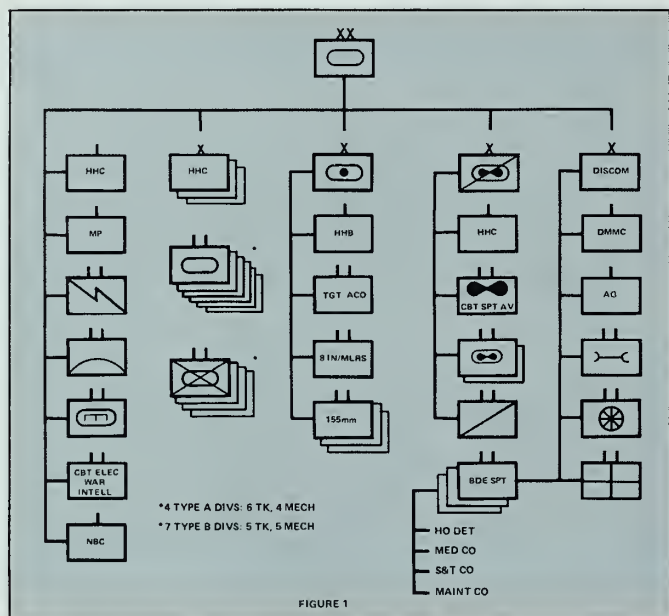 XX
X
X
X
X
HHC
HHC
DISCOM
MP
HHB
HHC
DMMC
TGT ACQ
CBT SPT AV
AG
8 IN/MLRS
CBT ELEC
WAR
INTELL
155mm
*
*
NBC
BDE SPT
*4 TYPE A DIVS: 6 TK, 4 MECH
*7 TYPE B DIVS: 5 TK, 5 MECH
HQ DET
MED CO
S&T CO
MAINT CO
FIGURE 1